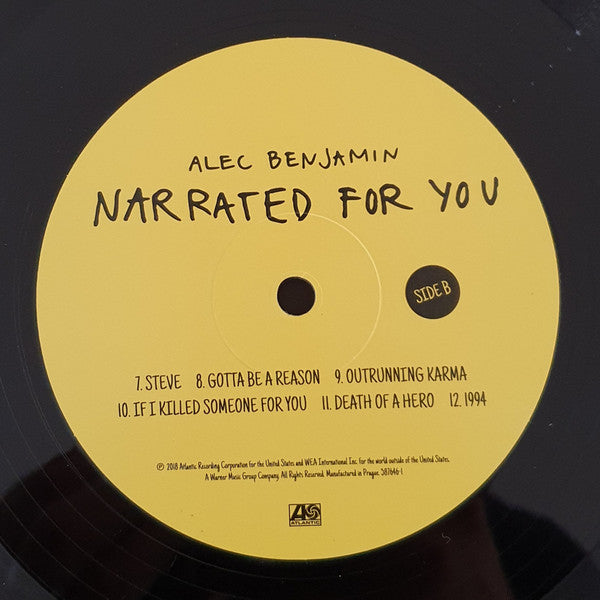 ALEC BENJAMIN
NARRATED FOR YOU
SIDE B
7. STEVE 8. GOTTA BE A REASON 9. OUTRUNNING KARMA
10. IF I KILLED SOMEONE FOR YOU 11. DEATH OF A HERO 12. 1994
℗ 2018 Atlantic Recording Corporation for the United States and WEA International Inc. for the world outside of the United States.
A Warner Music Group Company. All Rights Reserved. Manufactured in Prague. 587646-1
ATLANTIC